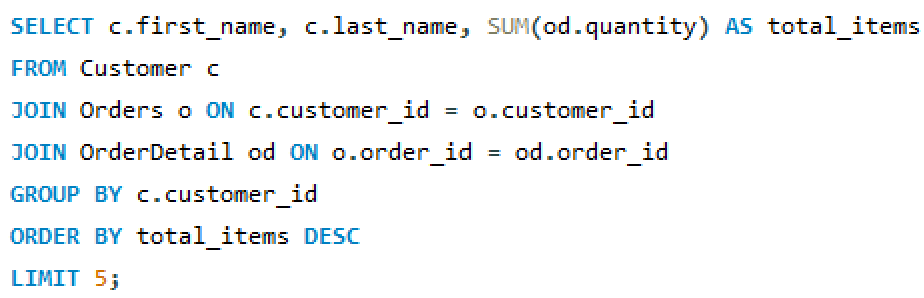 SELECT c.first_name, c.last_name, SUM(od.quantity) AS total_items
FROM Customer c
JOIN Orders o ON c.customer_id = o.customer_id
JOIN OrderDetail od ON o.order_id = od.order_id
GROUP BY c.customer_id
ORDER BY total_items DESC
LIMIT 5;